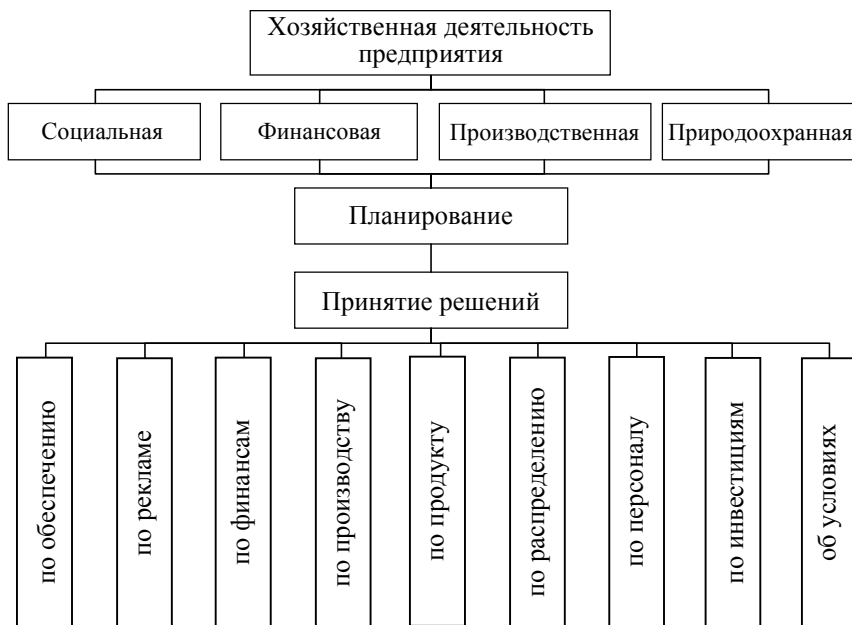 Хозяйственная деятельность
предприятия
Социальная
Финансовая
Производственная
Природоохранная
Планирование
Принятие решений
по обеспечению
по рекламе
по финансам
по производству
по продукту
по распределению
по персоналу
по инвестициям
об условиях